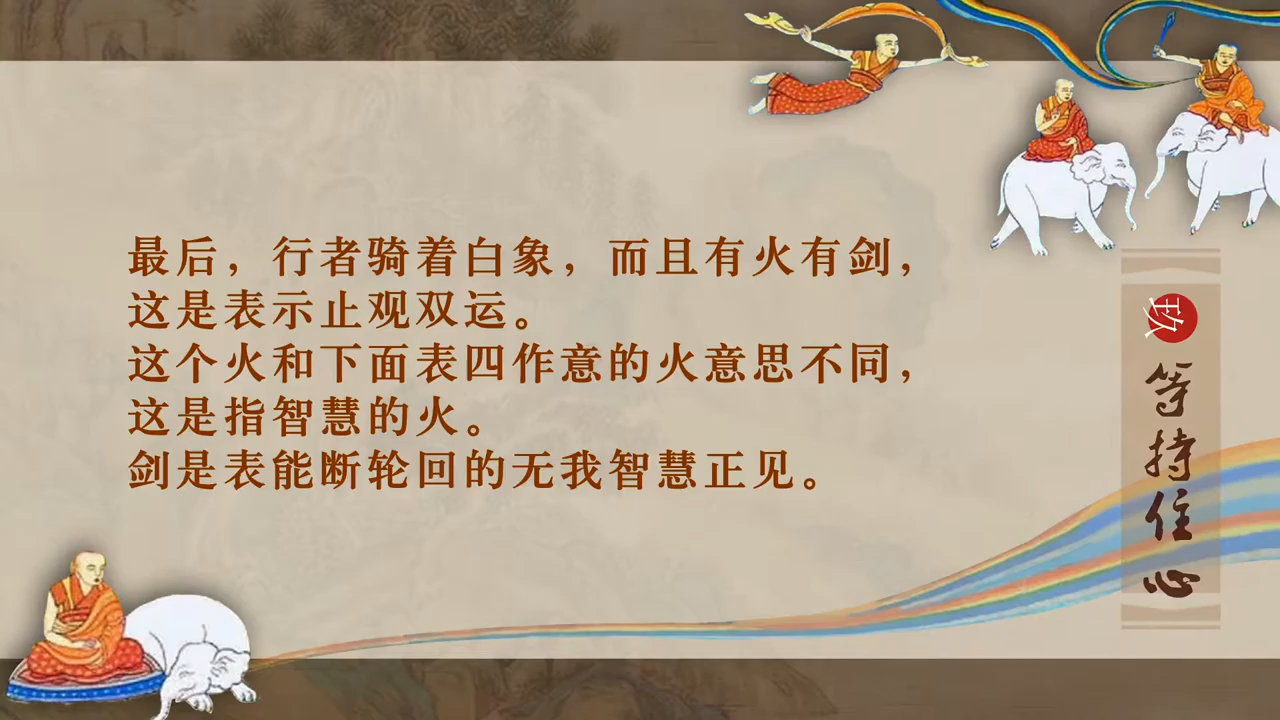 最后，行者骑着白象，而且有火有剑，
这是表示止观双运。
这个火和下面表四作意的火意思不同，
这是指智慧的火。
剑是表能断轮回的无我智慧正见。
玖
等持住心